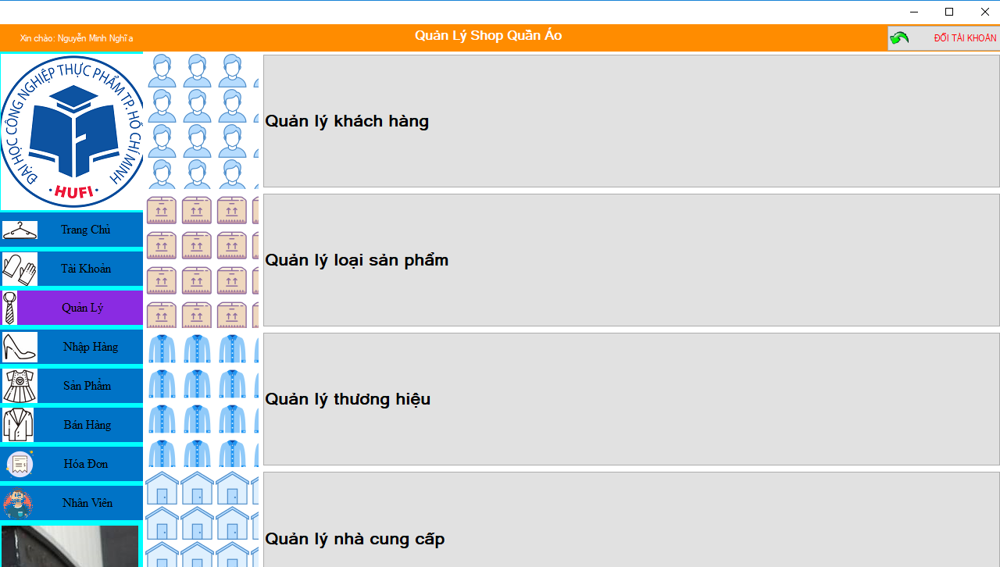 Xin chào: Nguyễn Minh Nghĩa
Quản Lý Shop Quần Áo
ĐỔI TÀI KHOẢN
ĐẠI HỌC CÔNG NGHIỆP THỰC PHẨM TP. HỒ CHÍ MINH
• HUFI •
Trang Chủ
Tài Khoản
Quản Lý
Nhập Hàng
Sản Phẩm
Bán Hàng
Hóa Đơn
Nhân Viên
Quản lý khách hàng
Quản lý loại sản phẩm
Quản lý thương hiệu
Quản lý nhà cung cấp